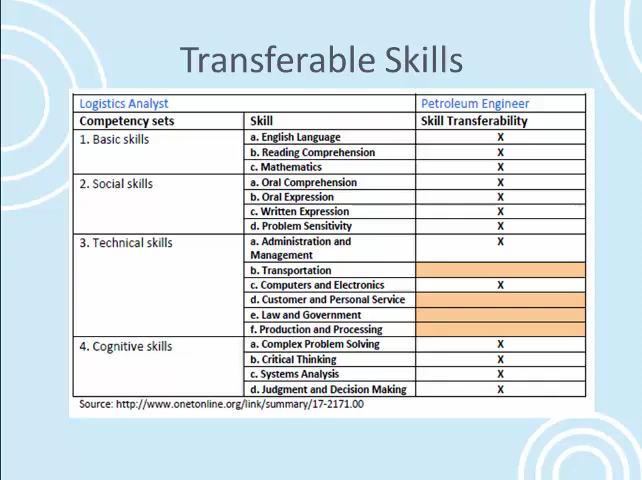 Transferable Skills
Logistics Analyst Petroleum Engineer
Competency sets Skill Skill Transferability
1. Basic skills a. English Language X
b. Reading Comprehension X
c. Mathematics X
2. Social skills a. Oral Comprehension X
b. Oral Expression X
c. Written Expression X
d. Problem Sensitivity X
3. Technical skills a. Administration and X
Management
b. Transportation
c. Computers and Electronics X
d. Customer and Personal Service
e. Law and Government
f. Production and Processing
4. Cognitive skills a. Complex Problem Solving X
b. Critical Thinking X
c. Systems Analysis X
d. Judgment and Decision Making X
Source: http://www.onetonline.org/link/summary/17-2171.00